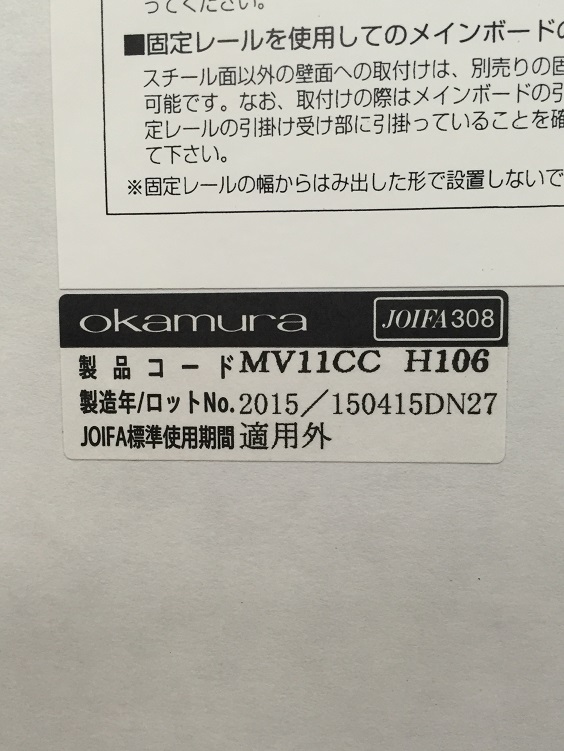 ってください。
■固定レールを使用してのメインボードの
スチール面以外の壁面への取付けは、別売りの固
可能です。なお、取付けの際はメインボードの引
定レールの引掛け受け部に引掛っていることを確
て下さい。
※固定レールの幅からはみ出した形で設置しないで
okamura JOIFA308
製品コード MV11CC H106
製造年/ロットNo. 2015/150415DN27
JOIFA標準使用期間 適用外